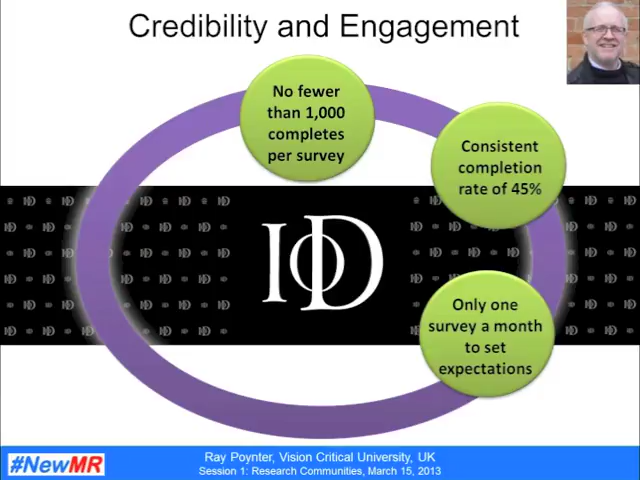 Credibility and Engagement
No fewer
than 1,000
completes
per survey
Consistent
completion
rate of 45%
IOD
Only one
survey a month
to set
expectations
#NewMR
Ray Poynter, Vision Critical University, UK
Session 1: Research Communities, March 15, 2013